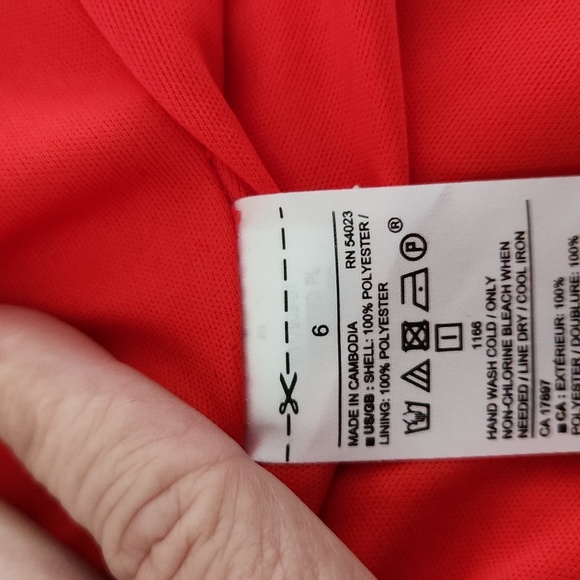 6
MADE IN CAMBODIA RN 54023
■ US/GB : SHELL: 100% POLYESTER /
LINING: 100% POLYESTER
P ®
1166
HAND WASH COLD / ONLY
NON-CHLORINE BLEACH WHEN
NEEDED / LINE DRY / COOL IRON
CA 17897
■ CA : EXTÉRIEUR: 100%
POLYESTER / DOUBLURE: 100%